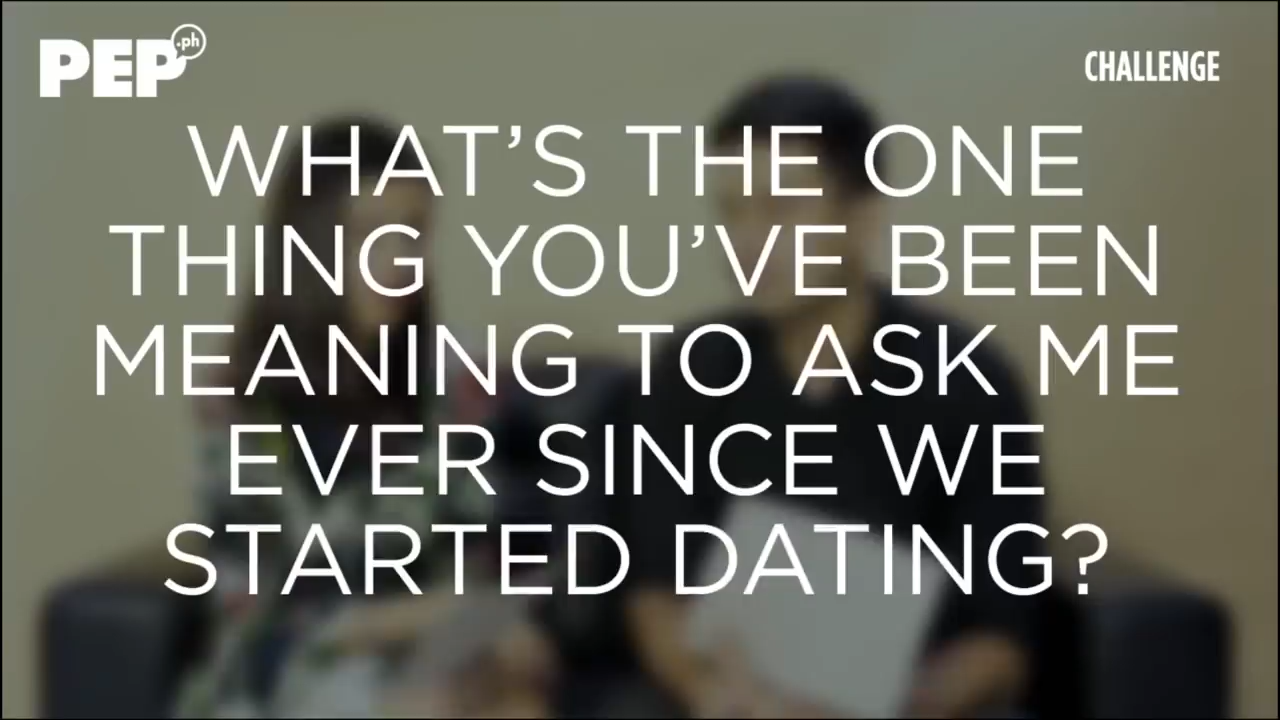 PEP.ph
CHALLENGE
WHAT'S THE ONE
THING YOU'VE BEEN
MEANING TO ASK ME
EVER SINCE WE
STARTED DATING?